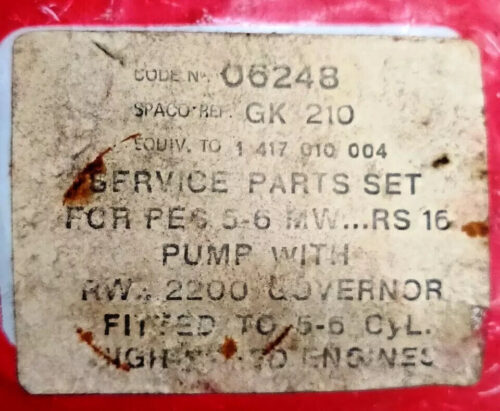 CODE Nº. 06248
SPACO REF. GK 210
EQUIV. TO 1 417 010 004
SERVICE PARTS SET
FOR PES 5-6 MW...RS 16
PUMP WITH
RW.. 2200 GOVERNOR
FITTED TO 5-6 CyL.
ENGINES